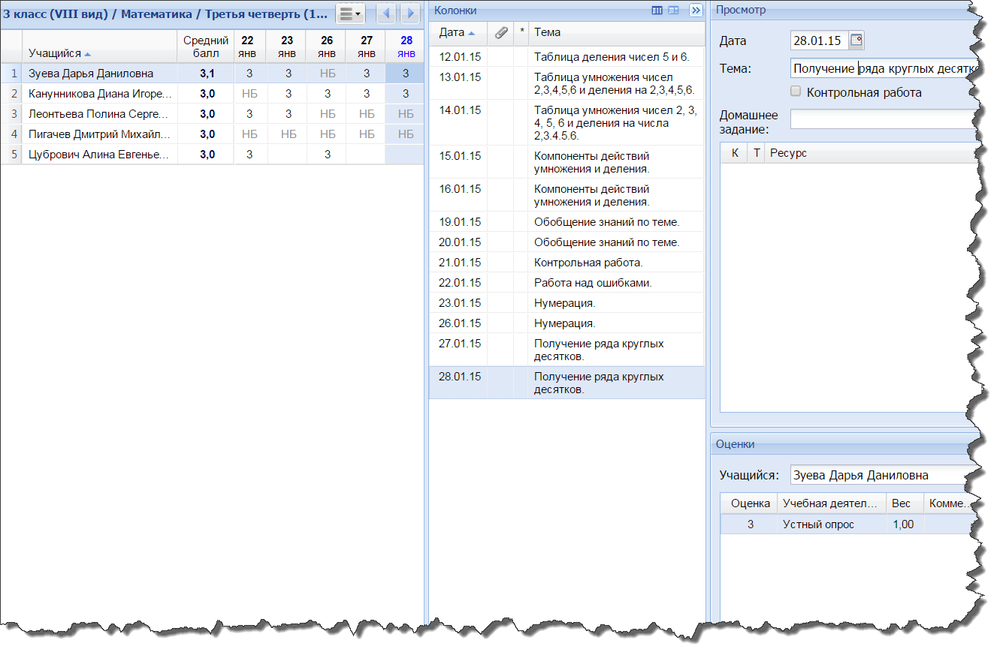 3 класс (VIII вид) / Математика / Третья четверть (1...
Учащийся Средний балл 22 янв 23 янв 26 янв 27 янв 28 янв
1 Зуева Дарья Даниловна 3,1 3 3 НБ 3 3
2 Канунникова Диана Игоре... 3,0 НБ 3 3 3 3
3 Леонтьева Полина Серге... 3,0 3 3 НБ НБ НБ
4 Пигачев Дмитрий Михайл... 3,0 НБ НБ НБ НБ НБ
5 Цубрович Алина Евгенье... 3,0 3 3
Колонки
Дата * Тема
12.01.15 Таблица деления чисел 5 и 6.
13.01.15 Таблица умножения чисел
2,3,4,5,6 и деления на 2,3,4,5,6.
14.01.15 Таблица умножения чисел 2, 3,
4, 5, 6 и деления на числа
2,3.4.5.6.
15.01.15 Компоненты действий
умножения и деления.
16.01.15 Компоненты действий
умножения и деления.
19.01.15 Обобщение знаний по теме.
20.01.15 Обобщение знаний по теме.
21.01.15 Контрольная работа.
22.01.15 Работа над ошибками.
23.01.15 Нумерация.
26.01.15 Нумерация.
27.01.15 Получение ряда круглых
десятков.
28.01.15 Получение ряда круглых
десятков.
Просмотр
Дата 28.01.15
Тема: Получение ряда круглых десятко
Контрольная работа
Домашнее
задание:
К Т Ресурс
Оценки
Учащийся: Зуева Дарья Даниловна
Оценка Учебная деятел... Вес Комме...
3 Устный опрос 1,00